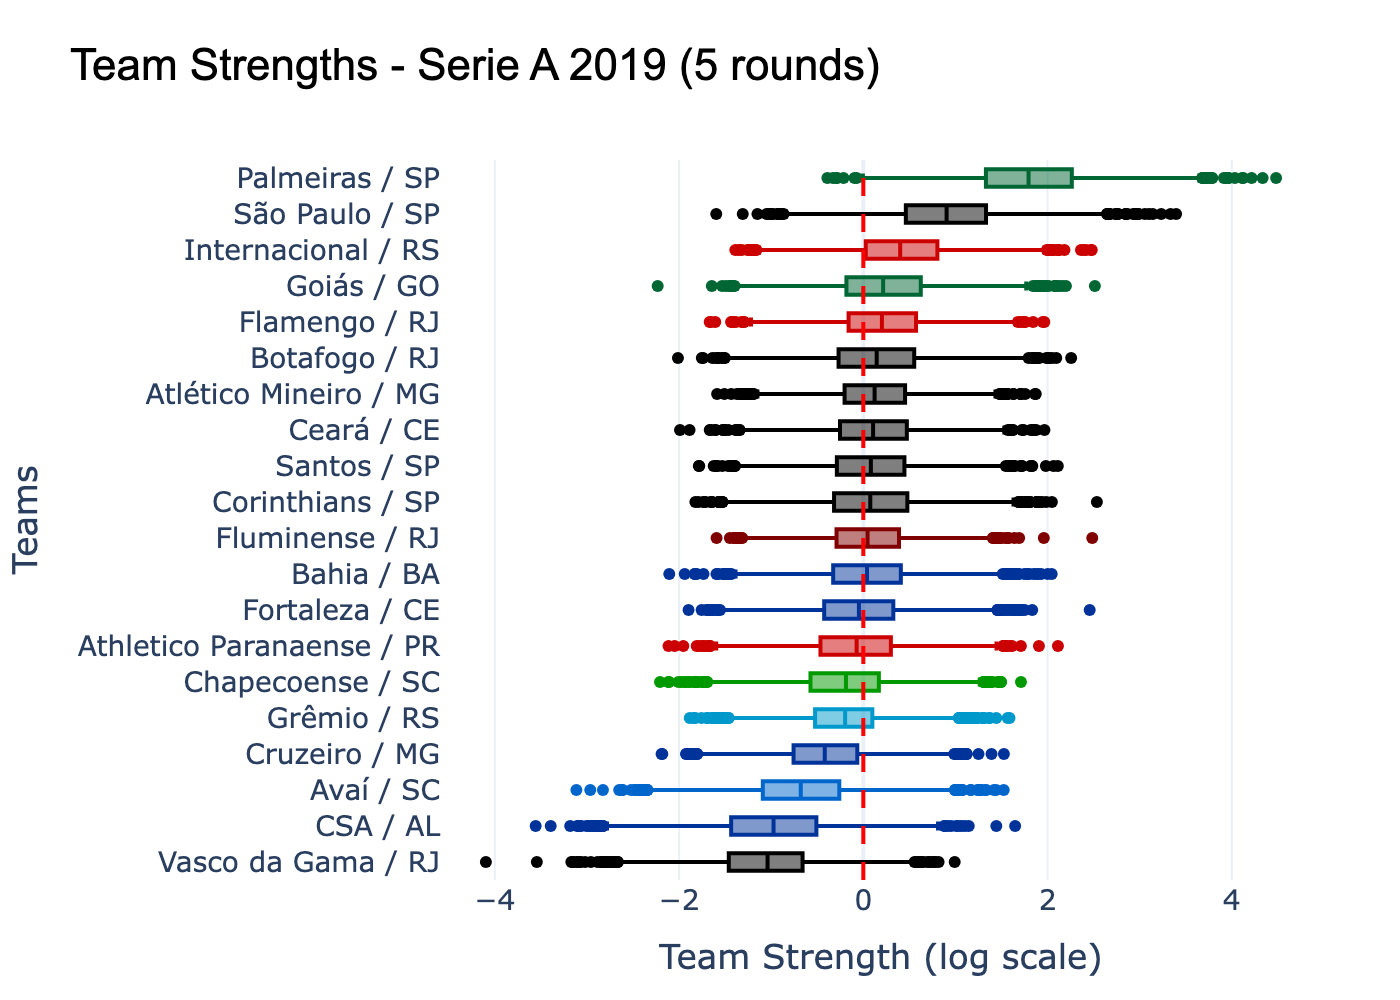 Team Strengths - Serie A 2019 (5 rounds)
Teams
Palmeiras / SP
São Paulo / SP
Internacional / RS
Goiás / GO
Flamengo / RJ
Botafogo / RJ
Atlético Mineiro / MG
Ceará / CE
Santos / SP
Corinthians / SP
Fluminense / RJ
Bahia / BA
Fortaleza / CE
Athletico Paranaense / PR
Chapecoense / SC
Grêmio / RS
Cruzeiro / MG
Avaí / SC
CSA / AL
Vasco da Gama / RJ
−4 −2 0 2 4
Team Strength (log scale)